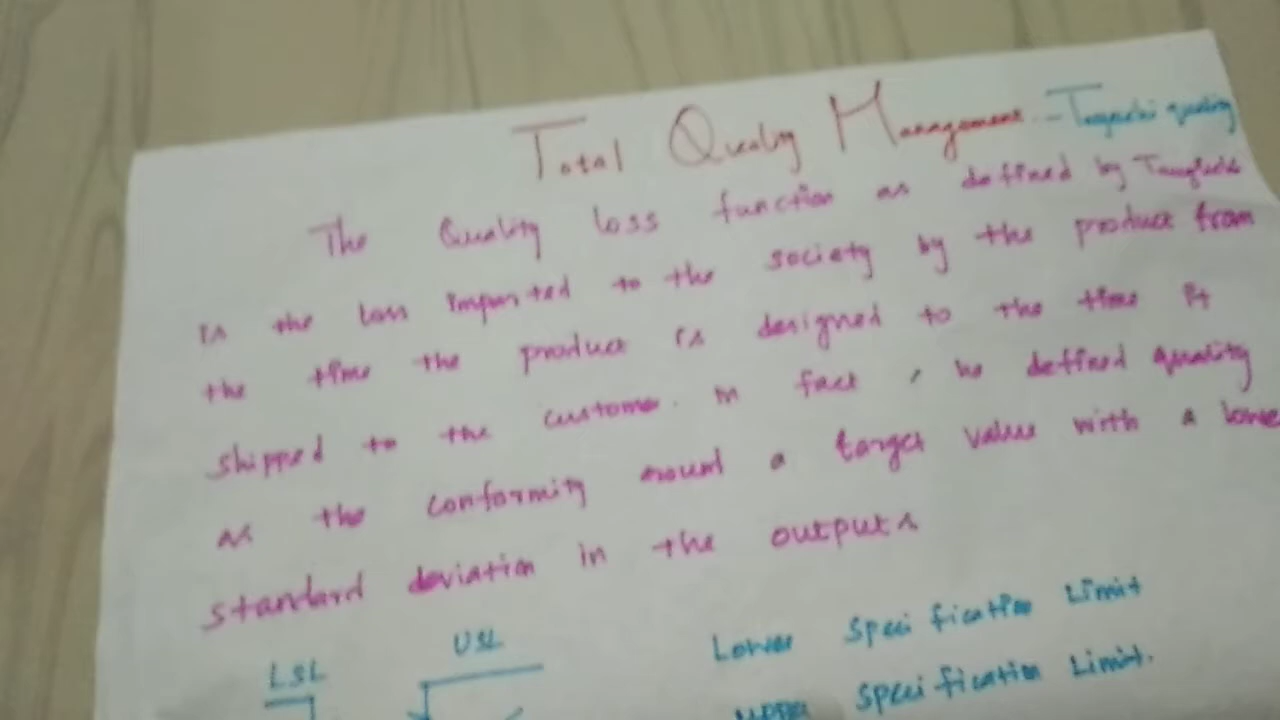 Total Quality Management - Taguchi quality
The Quality loss function as defined by
is the loss imparted to the society by the product from
the time the product is designed to the time it
shipped to the customer. in fact, he defined quality
as the conformity around a target value with a lower
standard deviation in the outputs
LSL USL
Lower Specification Limit
upper Specification Limit.